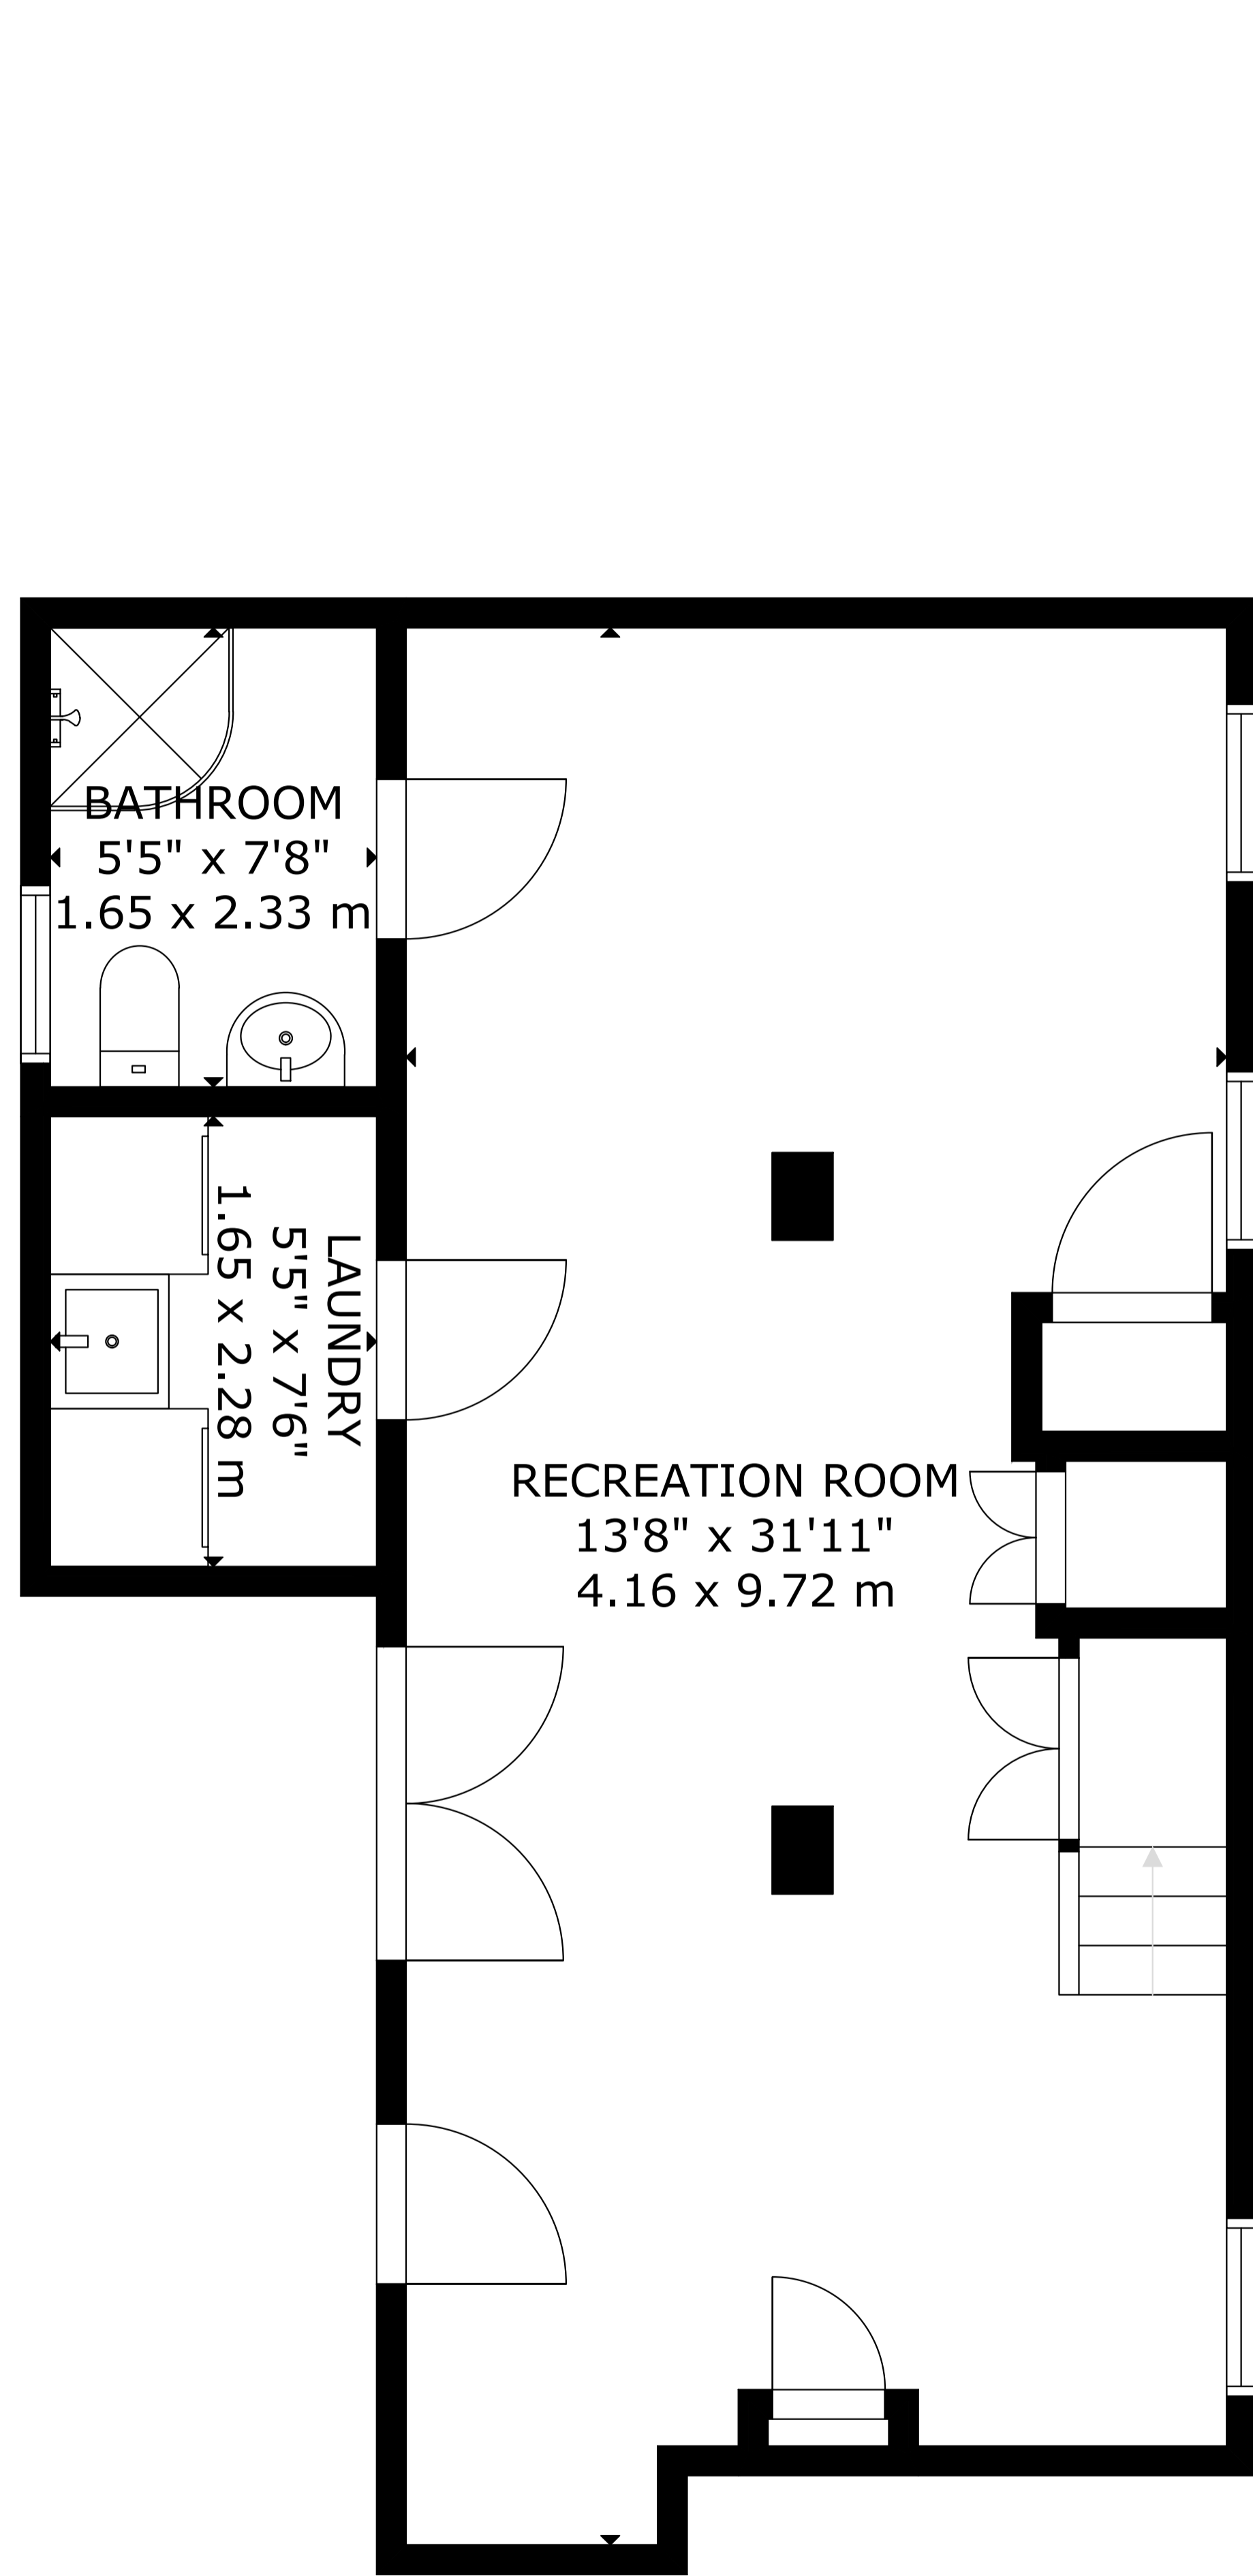 BATHROOM
5'5" x 7'8"
1.65 x 2.33 m
LAUNDRY
5'5" x 7'6"
1.65 x 2.28 m
RECREATION ROOM
13'8" x 31'11"
4.16 x 9.72 m